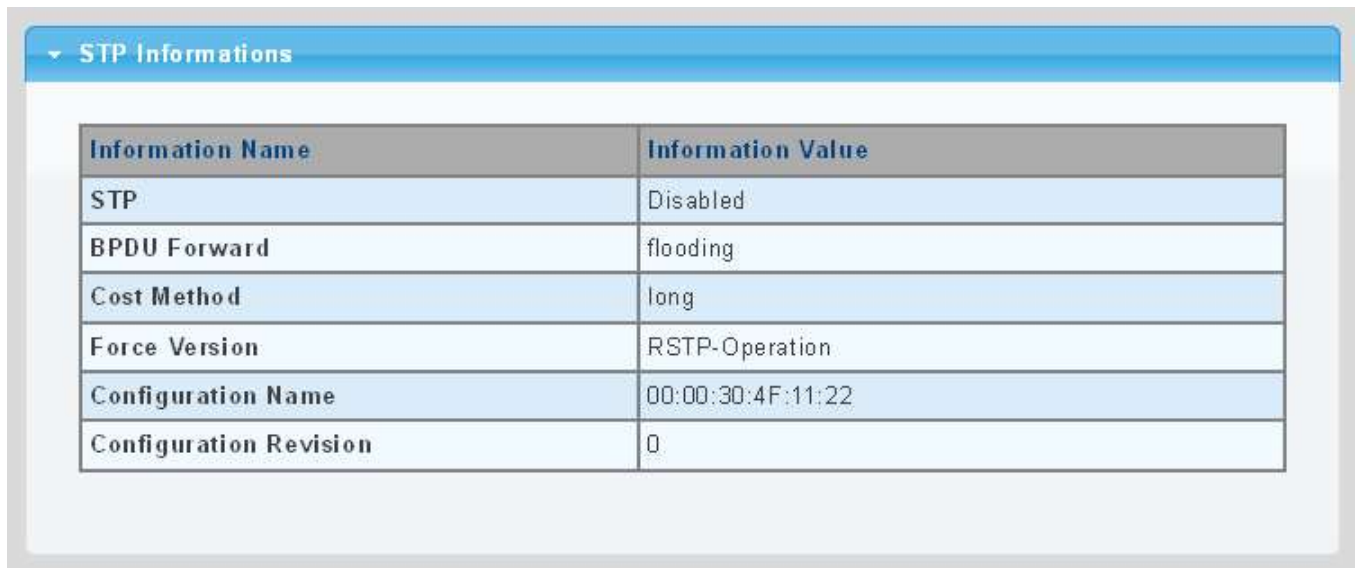 STP Informations
Information Name Information Value
STP Disabled
BPDU Forward flooding
Cost Method long
Force Version RSTP-Operation
Configuration Name 00:00:30:4F:11:22
Configuration Revision 0